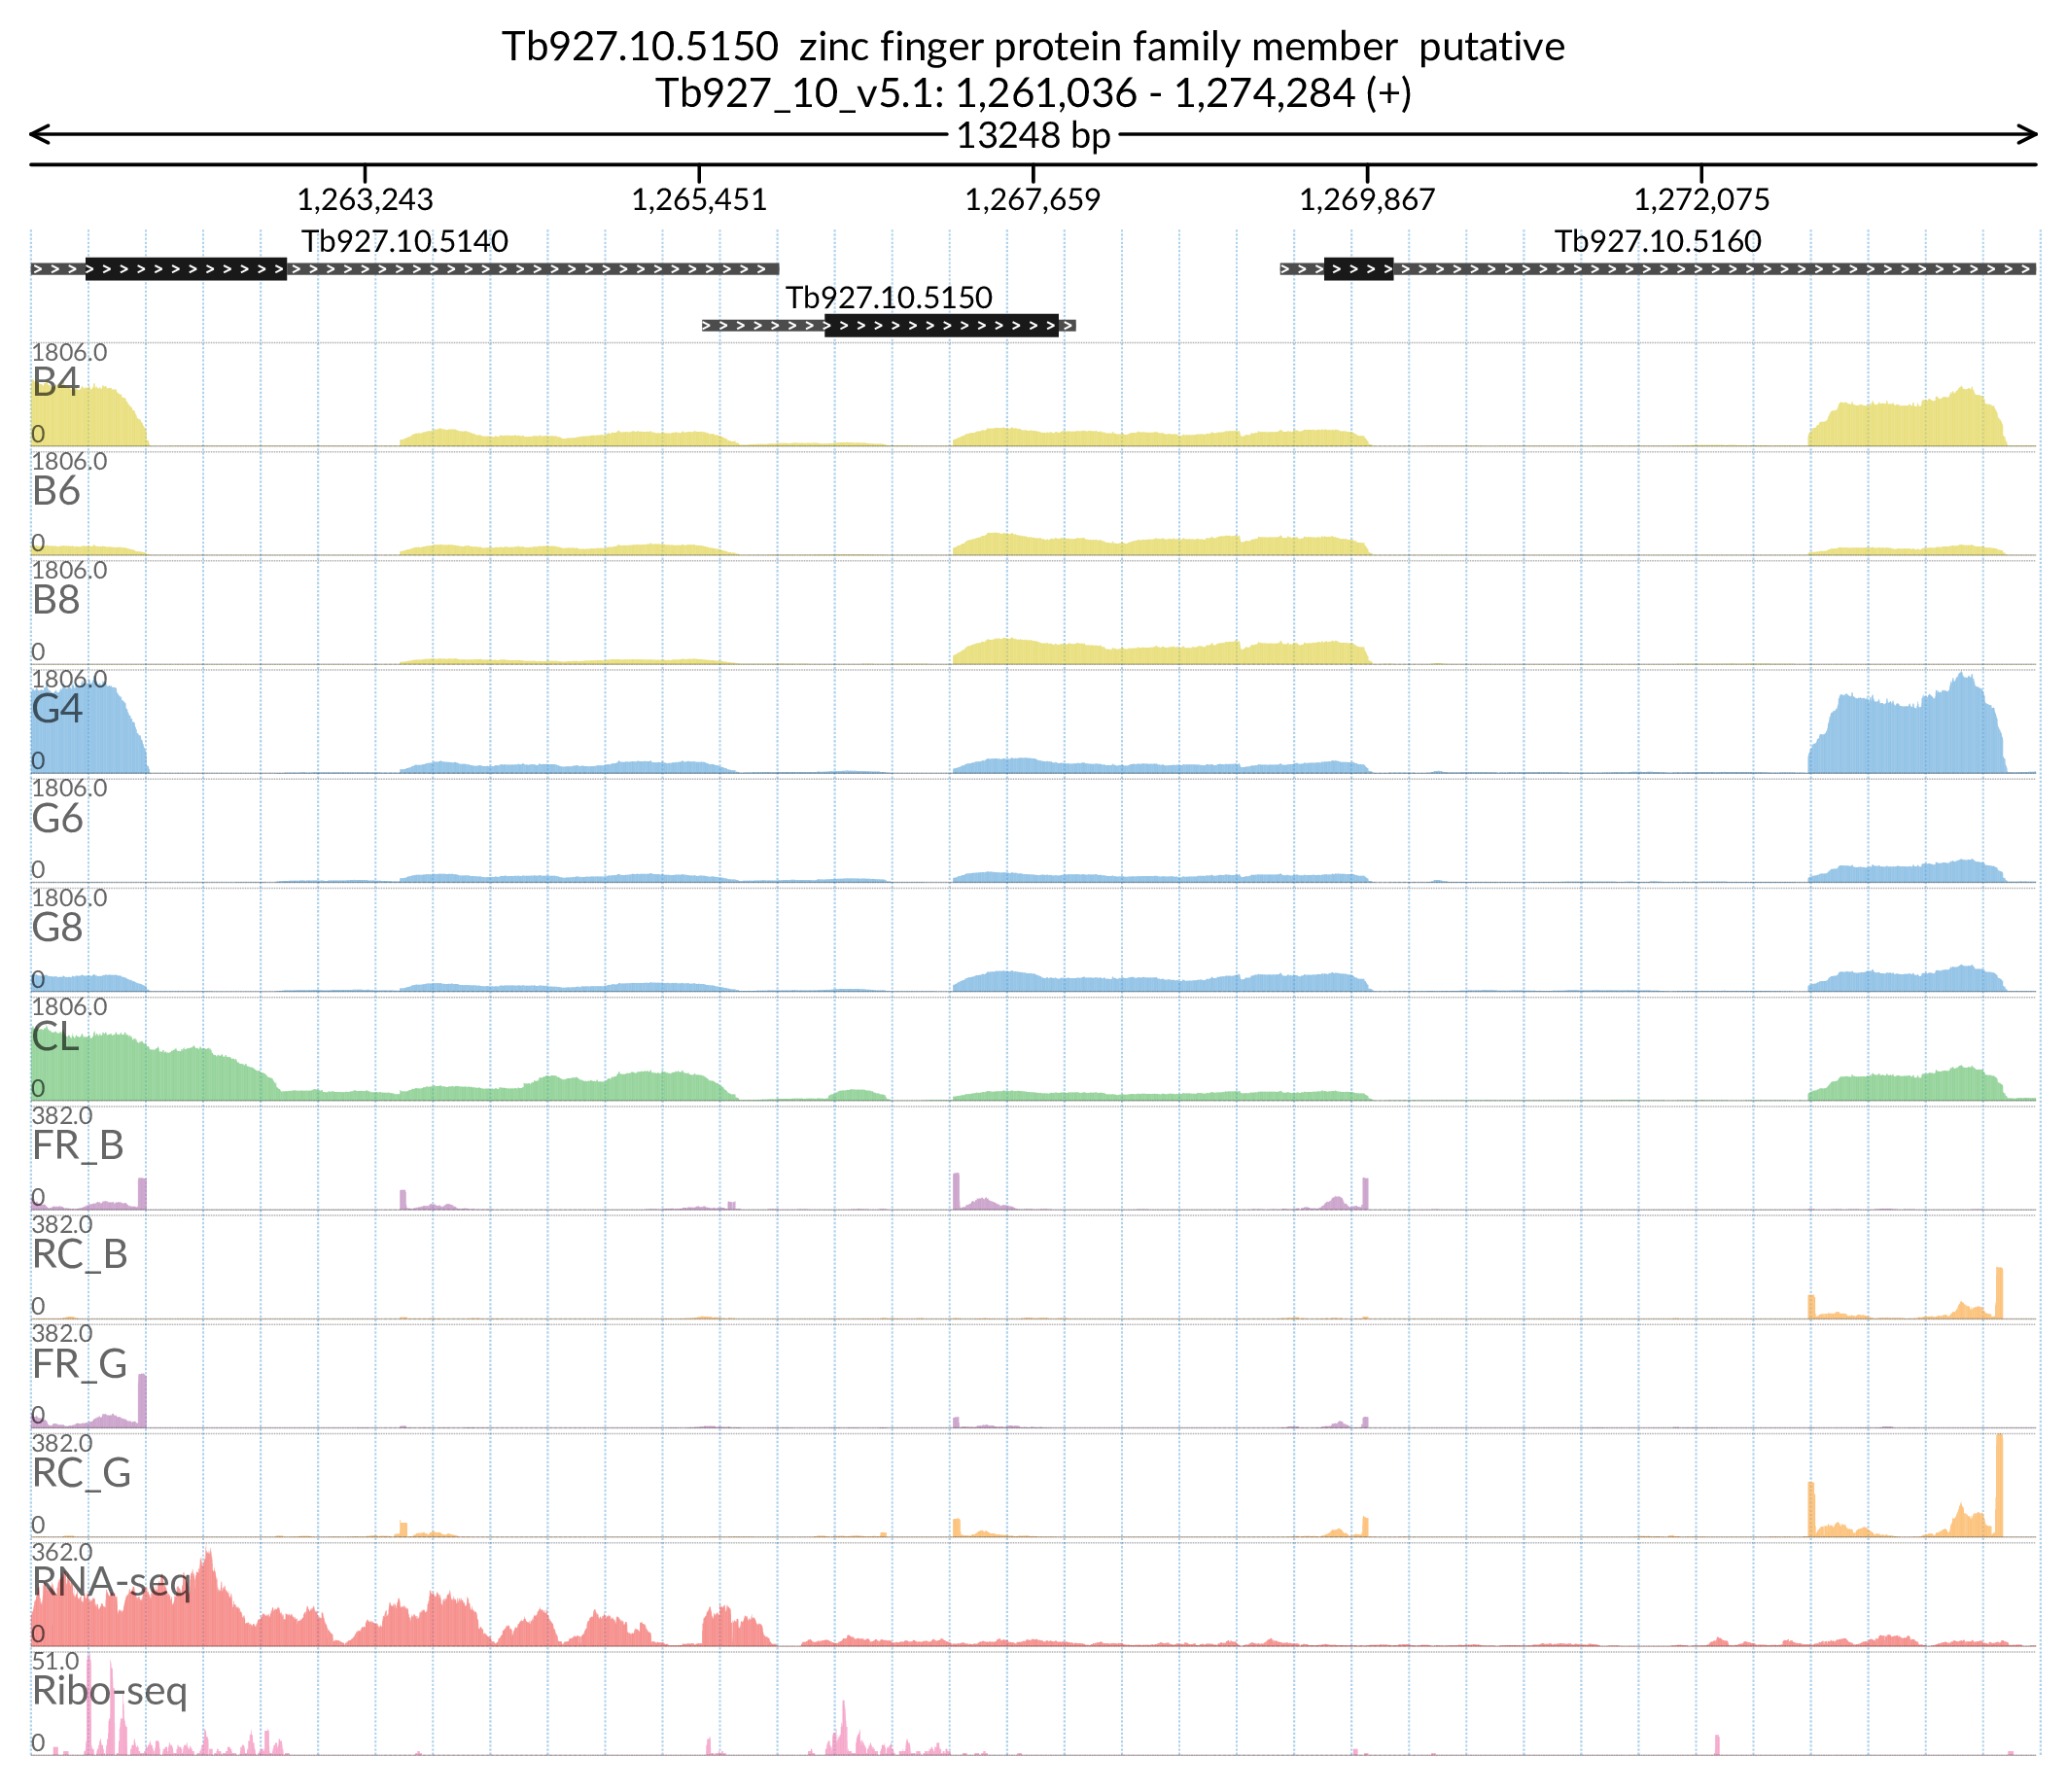 Tb927.10.5150  zinc finger protein family member  putative
Tb927_10_v5.1: 1,261,036 - 1,274,284 (+)
13248 bp
1,263,243 1,265,451 1,267,659 1,269,867 1,272,075
Tb927.10.5140 Tb927.10.5160
Tb927.10.5150
1806.0
B4
0
1806.0
B6
0
1806.0
B8
0
1806.0
G4
0
1806.0
G6
0
1806.0
G8
0
1806.0
CL
0
382.0
FR_B
0
382.0
RC_B
0
382.0
FR_G
0
382.0
RC_G
0
362.0
RNA-seq
0
51.0
Ribo-seq
0